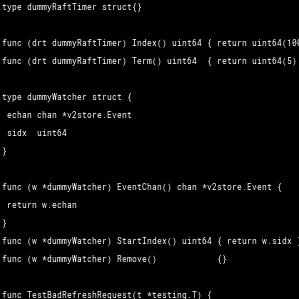 type dummyRaftTimer struct{}
func (drt dummyRaftTimer) Index() uint64 { return uint64(100
func (drt dummyRaftTimer) Term() uint64  { return uint64(5)
type dummyWatcher struct {
echan chan *v2store.Event
sidx  uint64
}
func (w *dummyWatcher) EventChan() chan *v2store.Event {
return w.echan
}
func (w *dummyWatcher) StartIndex() uint64 { return w.sidx }
func (w *dummyWatcher) Remove()            {}
func TestBadRefreshRequest(t *testing.T) {